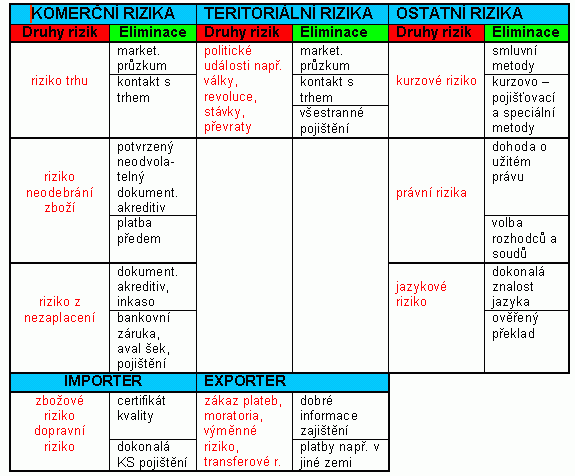 KOMERČNÍ RIZIKA
TERITORIÁLNÍ RIZIKA
OSTATNÍ RIZIKA
Druhy rizik
Eliminace
Druhy rizik
Eliminace
Druhy rizik
Eliminace
riziko trhu
market.
průzkum
kontakt s
trhem
politické
události např.
války,
revoluce,
stávky,
převraty
market.
průzkum
kontakt s
trhem
všestranné
pojištění
kurzové riziko
smluvní
metody
kurzovo –
pojišťovací
a speciální
metody
riziko
neodebrání
zboží
potvrzený
neodvola-
telný
dokument.
akreditiv
platba
předem
právní rizika
dohoda o
užitém
právu
volba
rozhodců a
soudů
riziko z
nezaplacení
dokument.
akreditiv,
inkaso
bankovní
záruka,
aval šek,
pojištění
jazykové
riziko
dokonalá
znalost
jazyka
ověřený
překlad
IMPORTER
EXPORTER
zbožové
riziko
dopravní
riziko
certifikát
kvality
dokonalá
KS pojištění
zákaz plateb,
moratoria,
výměnné
riziko,
transferové r.
dobré
informace
zajištění
platby např. v
jiné zemi